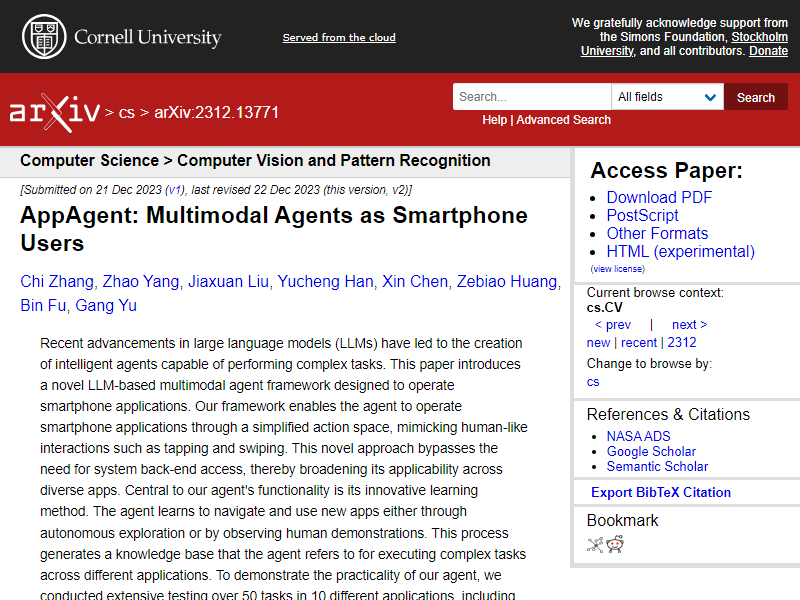 Cornell University
Served from the cloud
We gratefully acknowledge support from
the Simons Foundation, Stockholm
University, and all contributors. Donate
arXiv > cs > arXiv:2312.13771
Search...
All fields
Search
Help | Advanced Search
Computer Science > Computer Vision and Pattern Recognition
[Submitted on 21 Dec 2023 (v1), last revised 22 Dec 2023 (this version, v2)]
AppAgent: Multimodal Agents as Smartphone
Users
Chi Zhang, Zhao Yang, Jiaxuan Liu, Yucheng Han, Xin Chen, Zebiao Huang,
Bin Fu, Gang Yu
Recent advancements in large language models (LLMs) have led to the creation
of intelligent agents capable of performing complex tasks. This paper introduces
a novel LLM-based multimodal agent framework designed to operate
smartphone applications. Our framework enables the agent to operate
smartphone applications through a simplified action space, mimicking human-like
interactions such as tapping and swiping. This novel approach bypasses the
need for system back-end access, thereby broadening its applicability across
diverse apps. Central to our agent's functionality is its innovative learning
method. The agent learns to navigate and use new apps either through
autonomous exploration or by observing human demonstrations. This process
generates a knowledge base that the agent refers to for executing complex tasks
across different applications. To demonstrate the practicality of our agent, we
conducted extensive testing over 50 tasks in 10 different applications, including
Access Paper:
Download PDF
PostScript
Other Formats
HTML (experimental)
(view license)
Current browse context:
cs.CV
< prev | next >
new | recent | 2312
Change to browse by:
cs
References & Citations
NASA ADS
Google Scholar
Semantic Scholar
Export BibTeX Citation
Bookmark